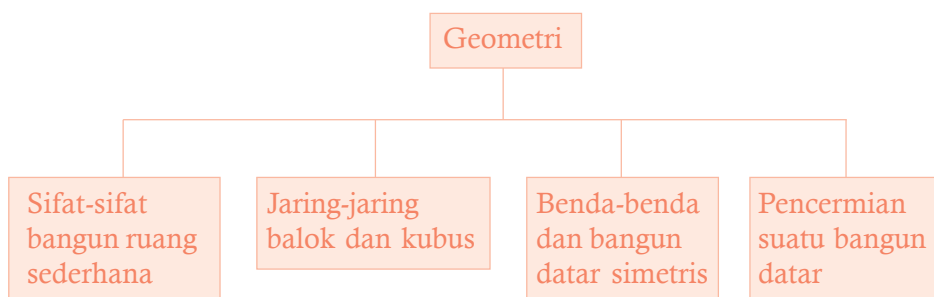 Geometri
Sifat-sifat
bangun ruang
sederhana
Jaring-jaring
balok dan kubus
Benda-benda
dan bangun
datar simetris
Pencermian
suatu bangun
datar